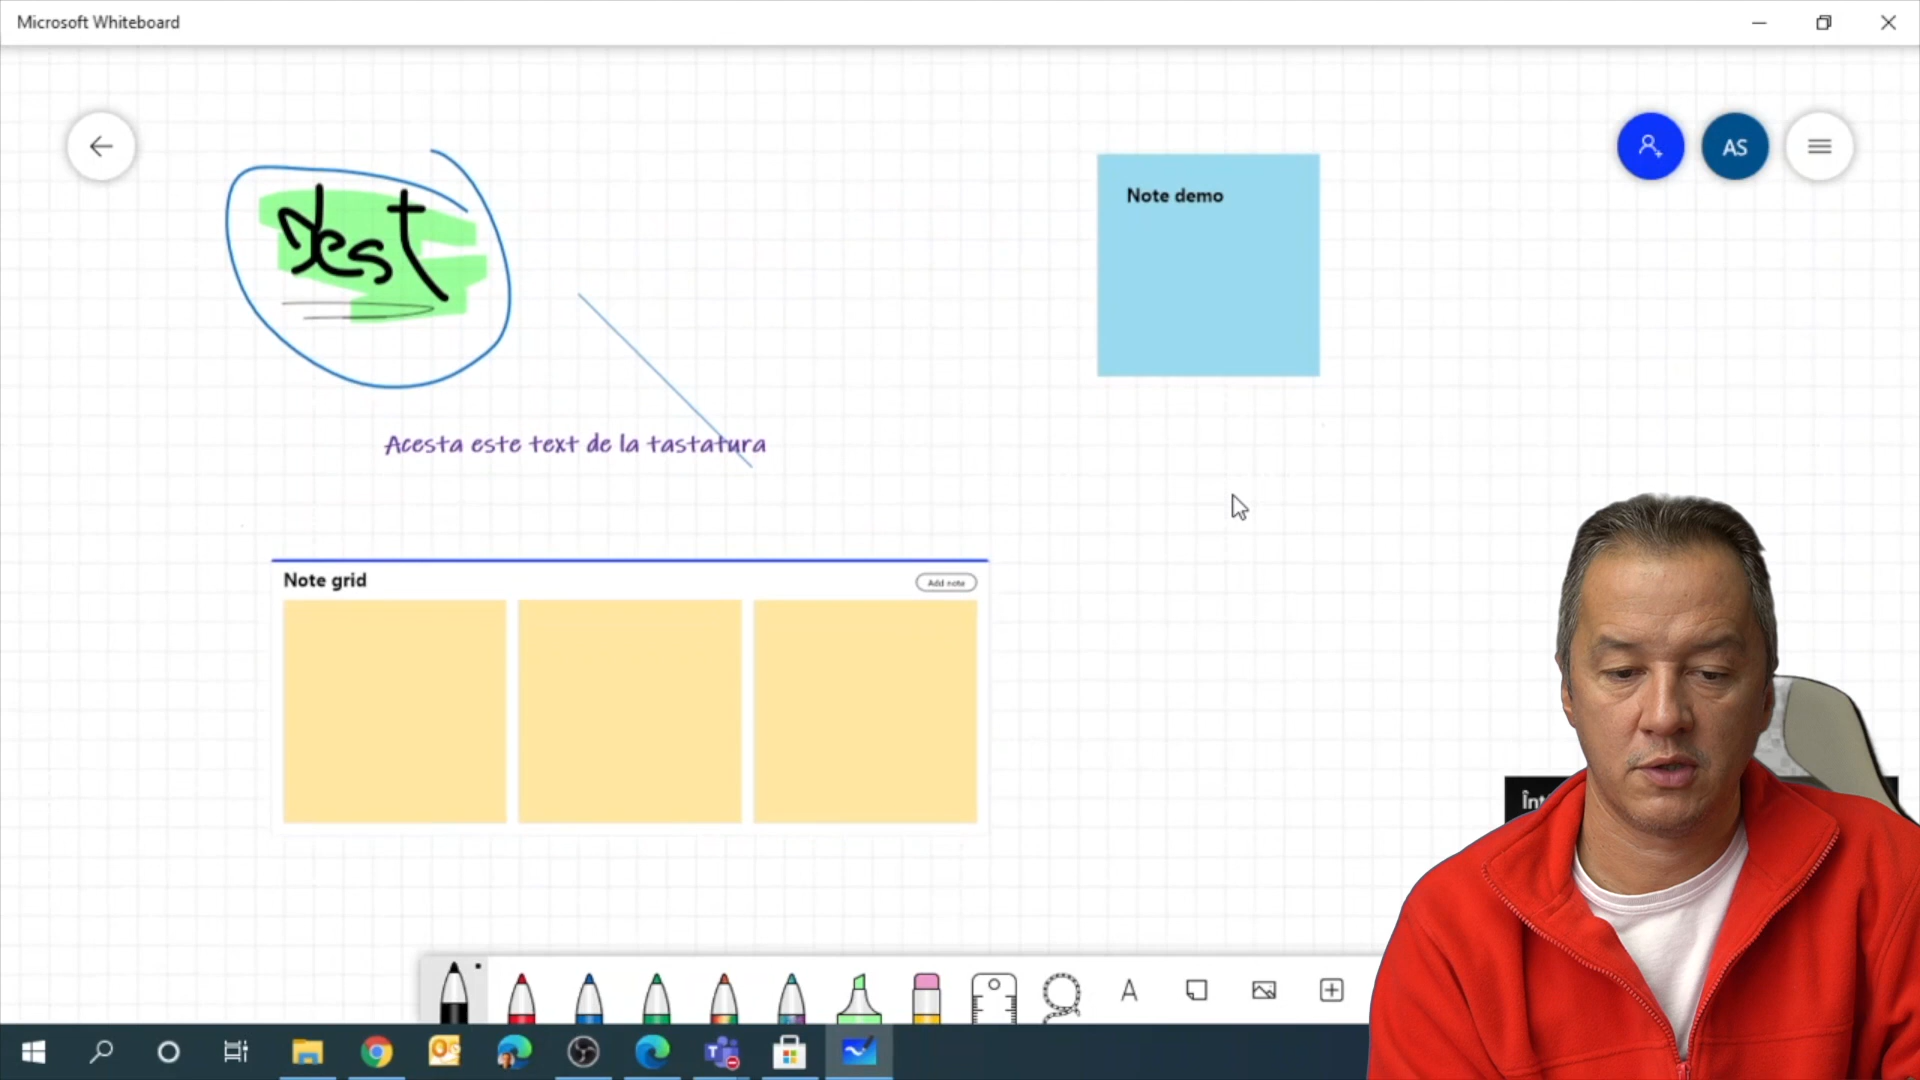 Microsoft Whiteboard
AS
test
Note demo
Acesta este text de la tastatura
Note grid
Add note